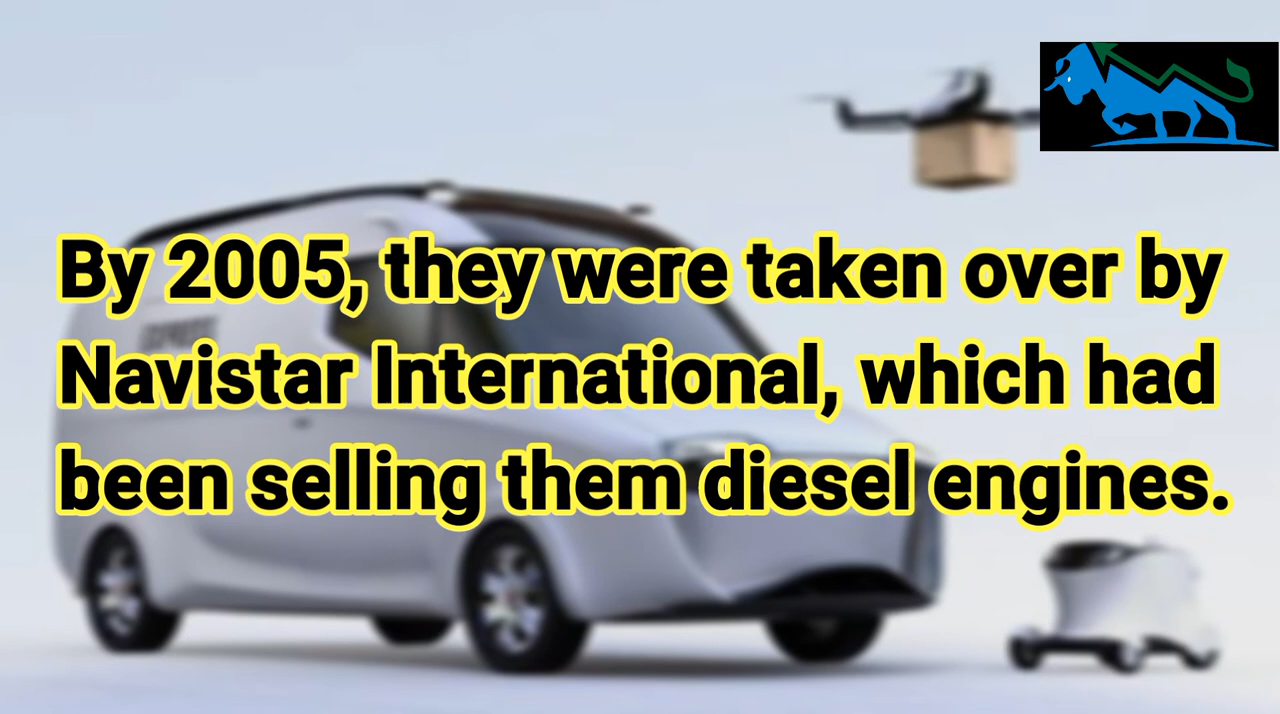 By 2005, they were taken over by
Navistar International, which had
been selling them diesel engines.